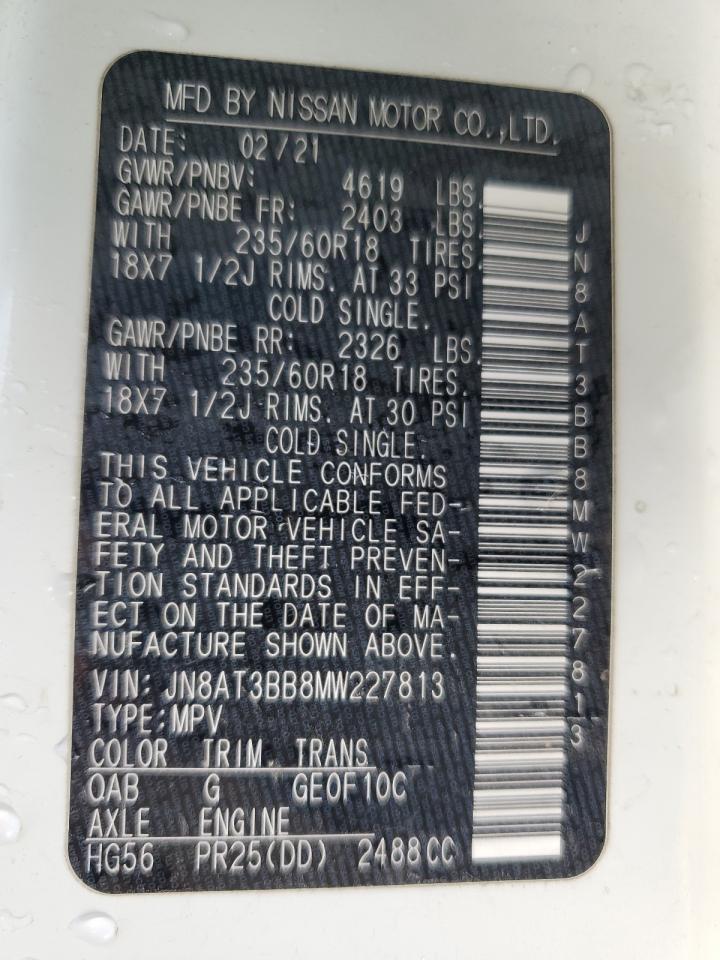 MFD BY NISSAN MOTOR CO.,LTD.
DATE: 02/21
GVWR/PNBV: 4619 LBS.
GAWR/PNBE FR: 2403 LBS.
WITH 235/60R18 TIRES.
18X7 1/2J RIMS. AT 33 PSI
COLD SINGLE.
GAWR/PNBE RR: 2326 LBS.
WITH 235/60R18 TIRES.
18X7 1/2J RIMS. AT 30 PSI
COLD SINGLE.
THIS VEHICLE CONFORMS
TO ALL APPLICABLE FED-
ERAL MOTOR VEHICLE SA-
FETY AND THEFT PREVEN-
TION STANDARDS IN EFF-
ECT ON THE DATE OF MA-
NUFACTURE SHOWN ABOVE.
VIN: JN8AT3BB8MW227813
TYPE:MPV
COLOR TRIM. TRANS
QAB G GE0F10C
AXLE ENGINE
HG56 PR25(DD) 2488CC
JN8AT3BB8MW227813